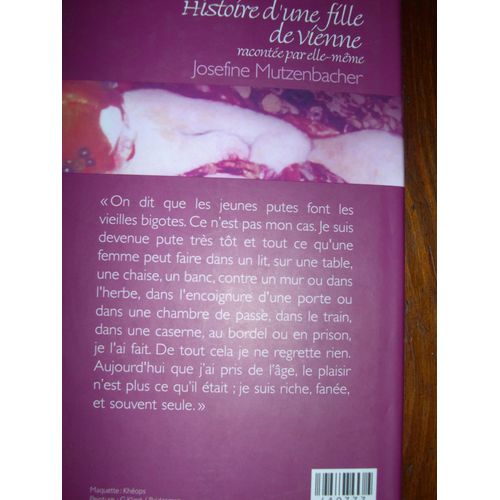 Histoire d'une fille
de vienne
racontée par elle-même
Josefine Mutzenbacher
« On dit que les jeunes putes font les
vieilles bigotes. Ce n'est pas mon cas. Je suis
devenue pute très tôt et tout ce qu'une
femme peut faire dans un lit, sur une table,
une chaise, un banc, contre un mur ou dans
l'herbe, dans l'encoignure d'une porte ou
dans une chambre de passe, dans le train,
dans une caserne, au bordel ou en prison,
je l'ai fait. De tout cela je ne regrette rien.
Aujourd'hui que j'ai pris de l'âge, le plaisir
n'est plus ce qu'il était ; je suis riche, fanée,
et souvent seule. »
Maquette : Khéops